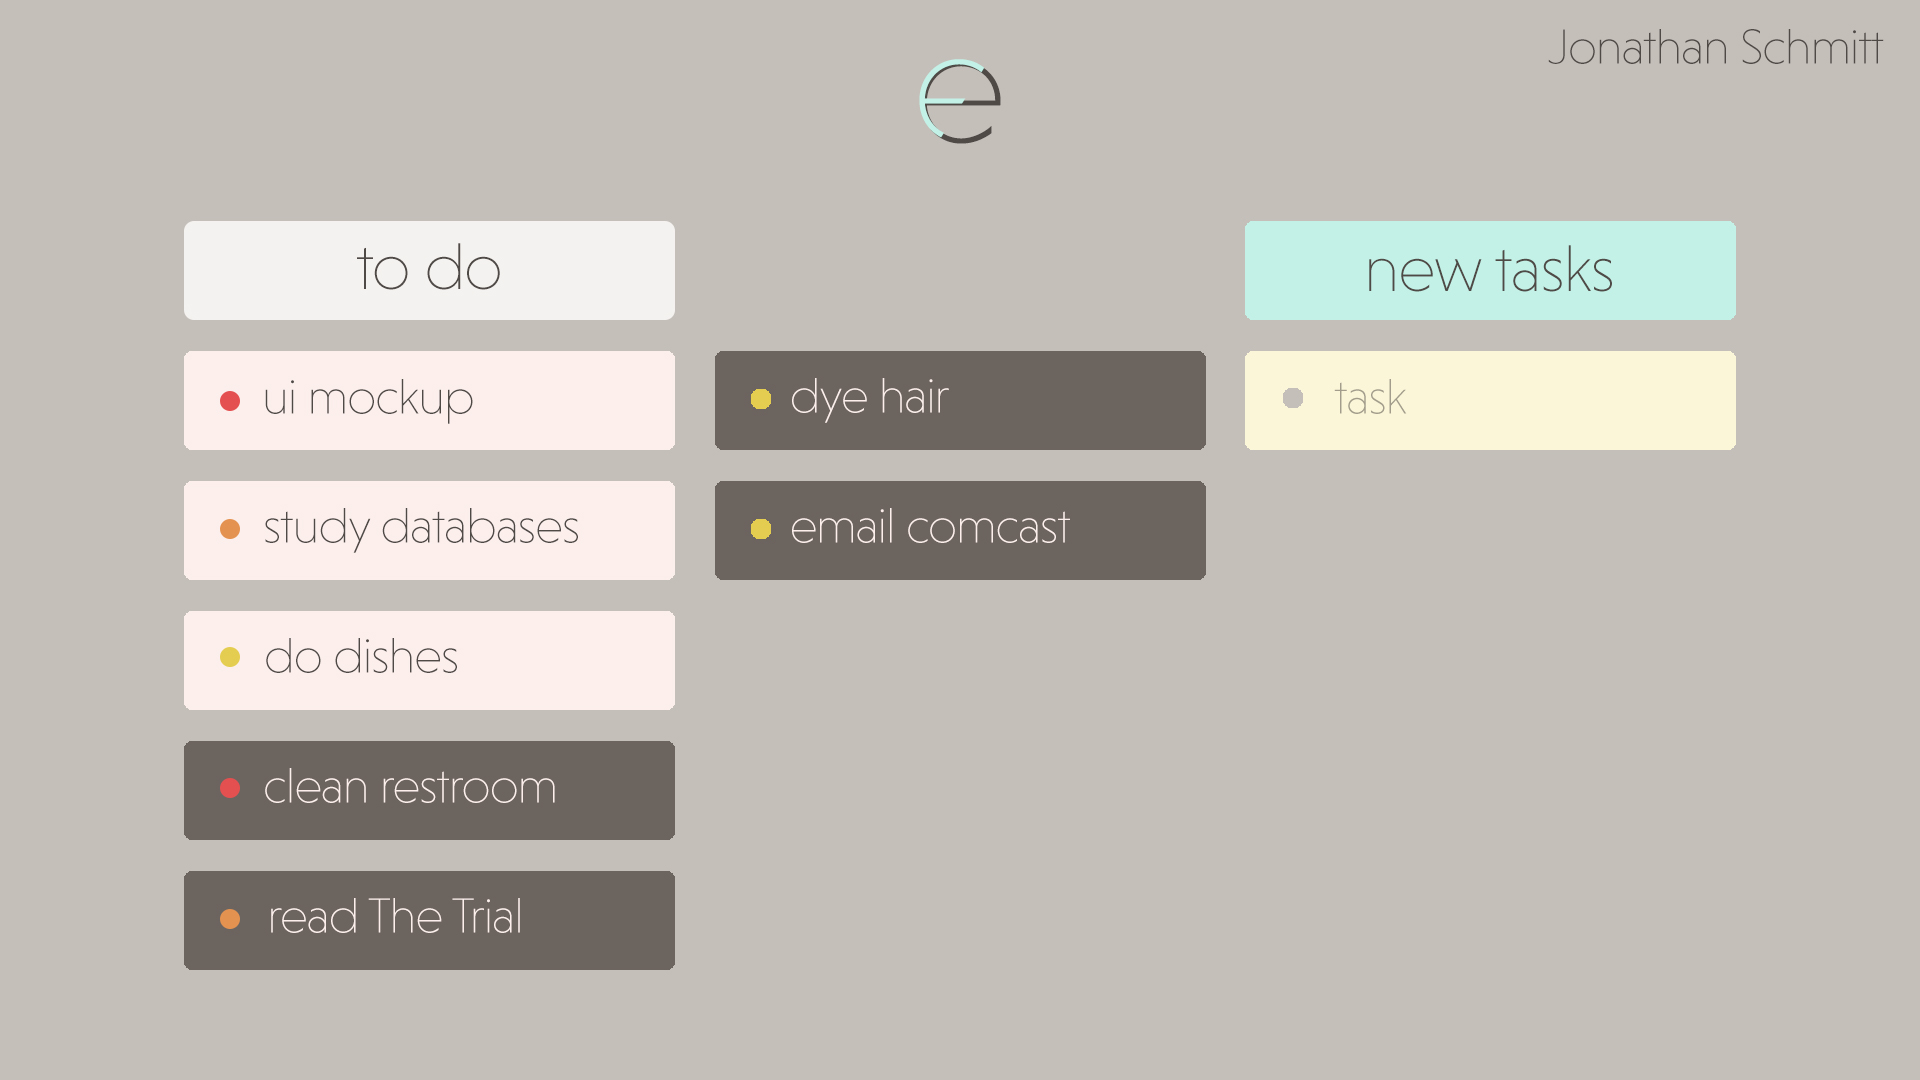 Jonathan Schmitt
e
to do
ui mockup
study databases
do dishes
clean restroom
read The Trial
dye hair
email comcast
new tasks
task